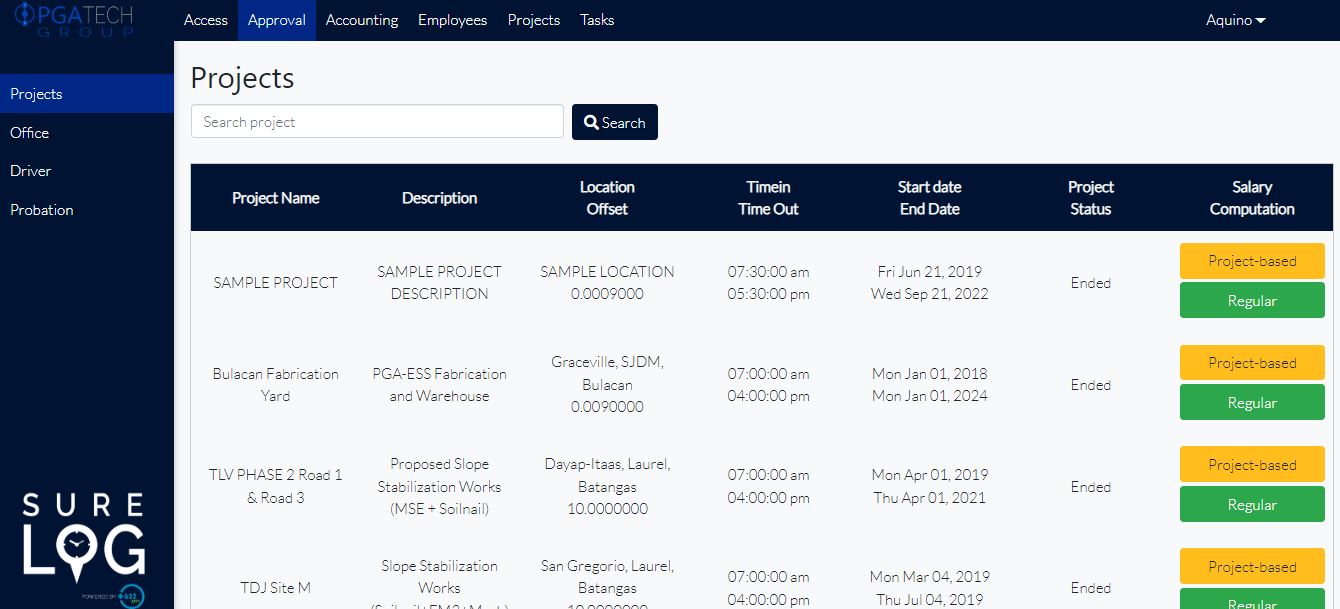 PGATECH
GROUP
Access Approval Accounting Employees Projects Tasks Aquino
Projects
Office
Driver
Probation
SURE
LOG
POWERED BY +632
Projects
Search project Search
Project Name Description Location Offset Timein Time Out Start date End Date Project Status Salary Computation
SAMPLE PROJECT
SAMPLE PROJECT
DESCRIPTION
SAMPLE LOCATION
0.0009000
07:30:00 am
05:30:00 pm
Fri Jun 21, 2019
Wed Sep 21, 2022
Ended
Project-based
Regular
Bulacan Fabrication
Yard
PGA-ESS Fabrication
and Warehouse
Graceville, SJDM,
Bulacan
0.0090000
07:00:00 am
04:00:00 pm
Mon Jan 01, 2018
Mon Jan 01, 2024
Ended
Project-based
Regular
TLV PHASE 2 Road 1
& Road 3
Proposed Slope
Stabilization Works
(MSE + Soilnail)
Dayap-Itaas, Laurel,
Batangas
10.0000000
07:00:00 am
04:00:00 pm
Mon Apr 01, 2019
Thu Apr 01, 2021
Ended
Project-based
Regular
TDJ Site M
Slope Stabilization
Works
San Gregorio, Laurel,
Batangas
10.0000000
07:00:00 am
04:00:00 pm
Mon Mar 04, 2019
Thu Jul 04, 2019
Ended
Project-based
Regular